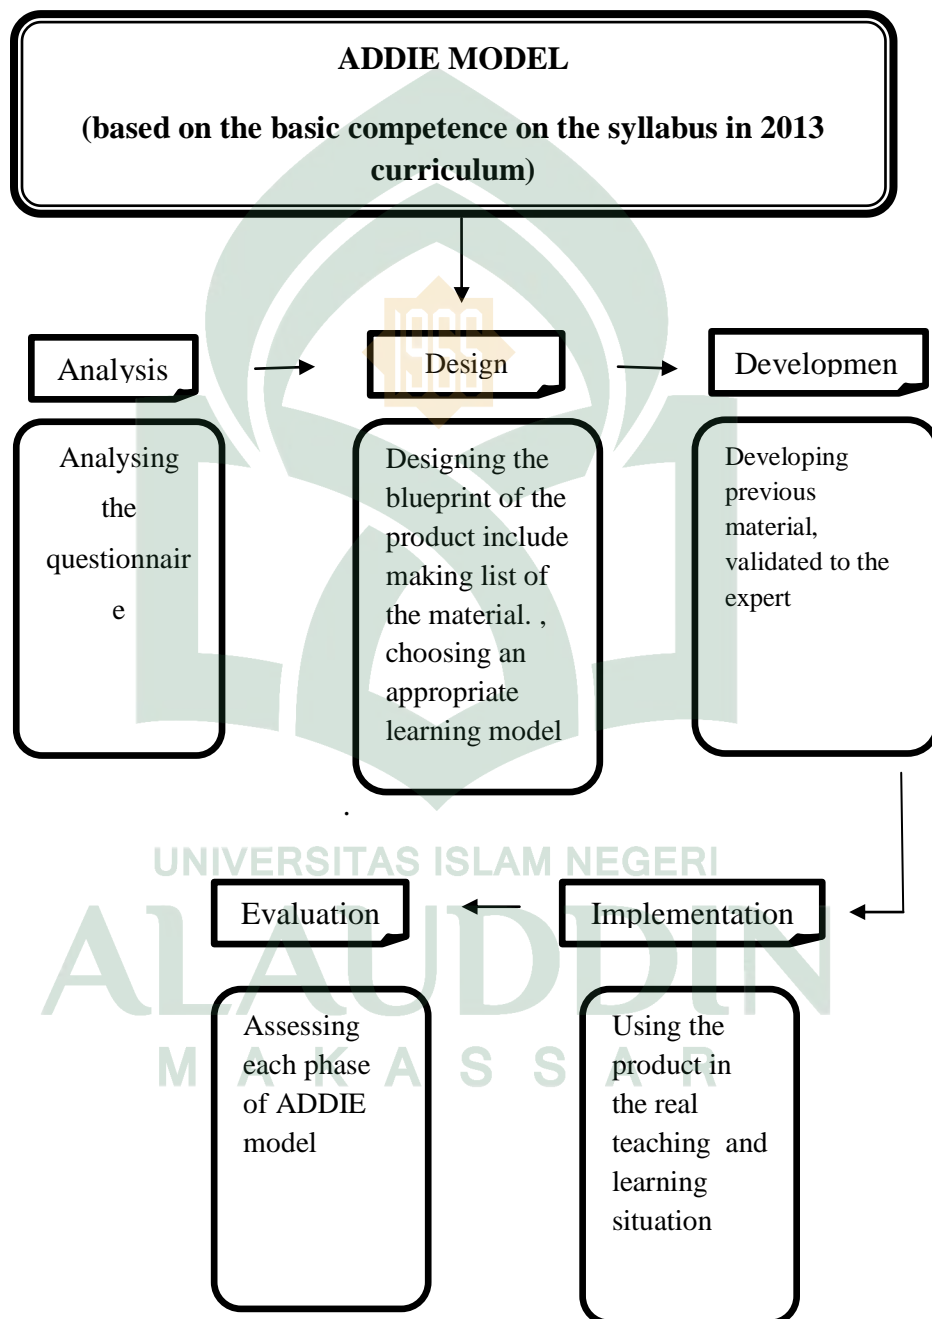 ADDIE MODEL
(based on the basic competence on the syllabus in 2013
curriculum)
1965
Analysis
Design
Developmen
Analysing
the
questionnair
e
Designing the
blueprint of the
product include
making list of
the material. ,
choosing an
appropriate
learning model
.
Developing
previous
material,
validated to the
expert
UNIVERSITAS ISLAM NEGERI
ALAUDDIN
MAKASSAR
Evaluation
Implementation
Assessing
each phase
of ADDIE
model
Using the
product in
the real
teaching and
learning
situation